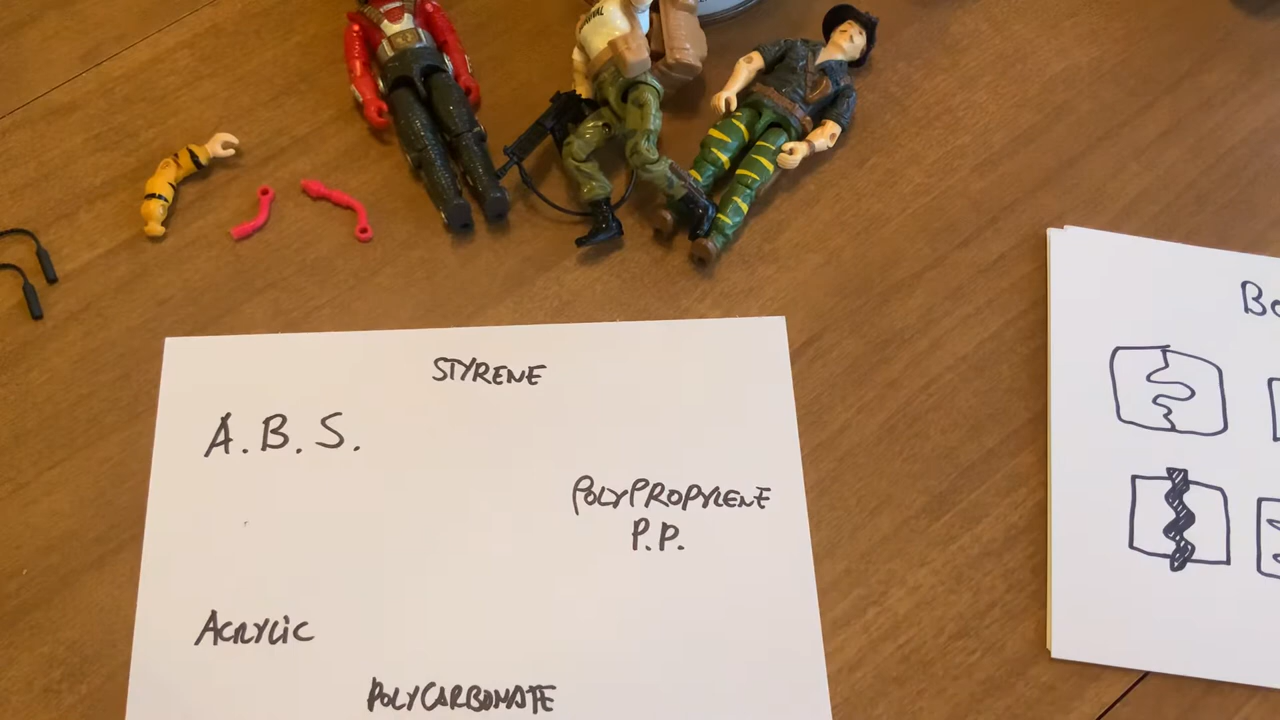 STYRENE
A.B.S.
POLYPROPYLENE
P.P.
ACRYLIC
POLYCARBONATE